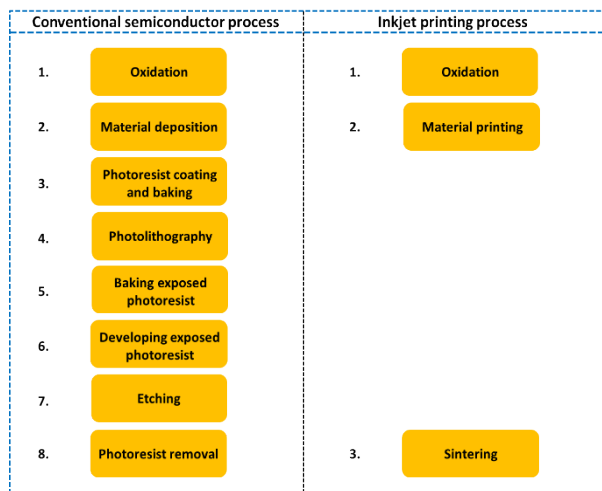 Conventional semiconductor process
Inkjet printing process
1. Oxidation
1. Oxidation
2. Material deposition
2. Material printing
3. Photoresist coating
and baking
4. Photolithography
5. Baking exposed
photoresist
6. Developing exposed
photoresist
7. Etching
8. Photoresist removal
3. Sintering